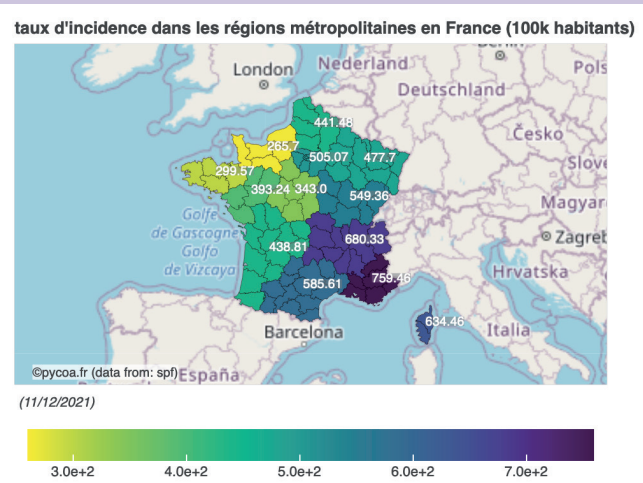 taux d'incidence dans les régions métropolitaines en France (100k habitants)
Nederland
London
Deutschland
Česko
441.48
265.7
505.07
477.7
299.57
393.24
343.0
549.36
Magyar
Golfe
de Gascogne
Golfo
de Vizcaya
438.81
680.33
Zagreb
Hrvatska
759.46
585.61
634.46
Barcelona
Italia
©pycoa.fr (data from: spf)
España
(11/12/2021)
3.0e+2 4.0e+2 5.0e+2 6.0e+2 7.0e+2